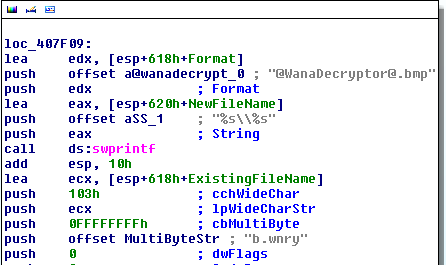 loc_407F09:
lea     edx, [esp+618h+Format]
push    offset a@wanadecrypt_0 ; "@WanaDecryptor@.bmp"
push    edx             ; Format
lea     eax, [esp+620h+NewFileName]
push    offset aSS_1    ; "%s\\%s"
push    eax             ; String
call    ds:swprintf
add     esp, 10h
lea     ecx, [esp+618h+ExistingFileName]
push    103h            ; cchWideChar
push    ecx             ; lpWideCharStr
push    0FFFFFFFFh      ; cbMultiByte
push    offset MultiByteStr ; "b.wnry"
push    0               ; dwFlags